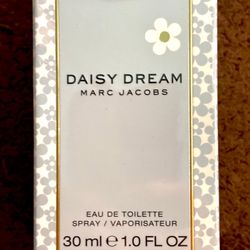 DAISY DREAM
MARC JACOBS
EAU DE TOILETTE
SPRAY / VAPORISATEUR
30 ml ℮ 1.0 FL OZ